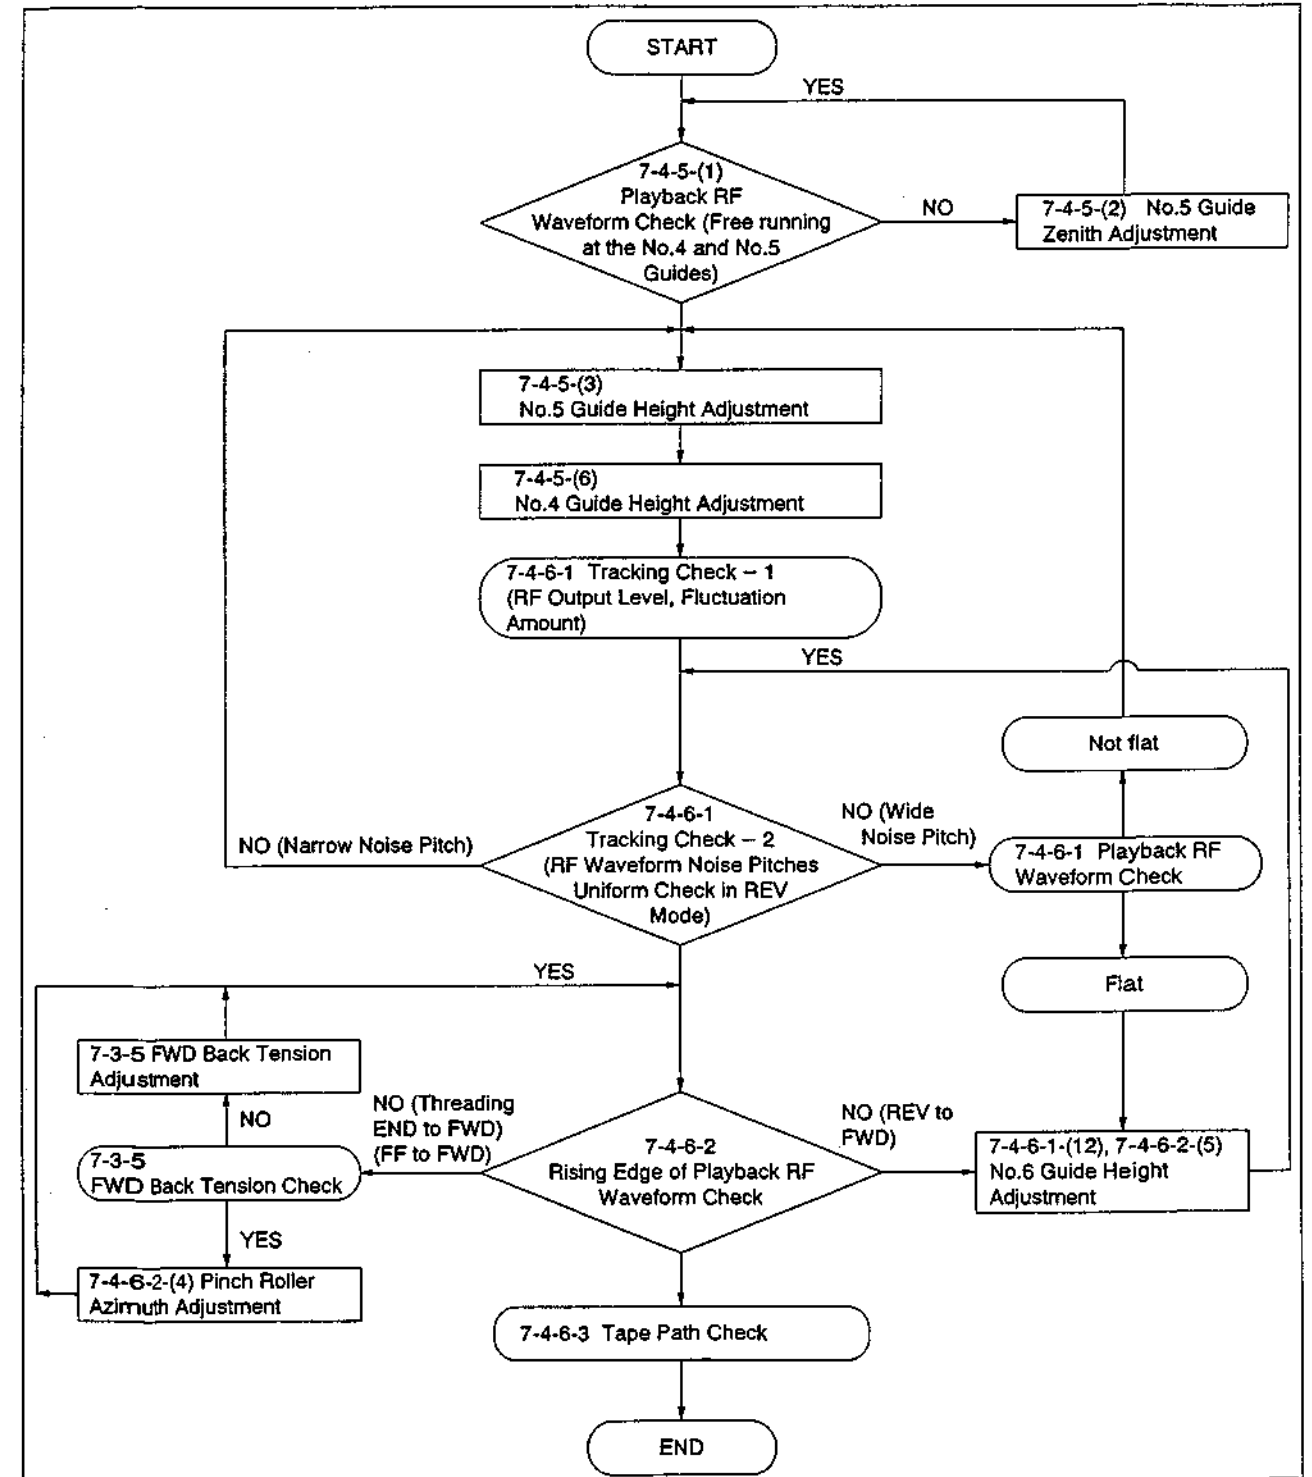 START
YES
7-4-5-(1)
Playback RF
Waveform Check (Free running
at the No.4 and No.5
Guides)
NO
7-4-5-(2) No.5 Guide
Zenith Adjustment
7-4-5-(3)
No.5 Guide Height Adjustment
7-4-5-(6)
No.4 Guide Height Adjustment
7-4-6-1 Tracking Check – 1
(RF Output Level, Fluctuation
Amount)
YES
Not flat
7-4-6-1
Tracking Check – 2
(RF Waveform Noise Pitches
Uniform Check in REV
Mode)
NO (Narrow Noise Pitch)
NO (Wide
Noise Pitch)
7-4-6-1 Playback RF
Waveform Check
Flat
YES
7-3-5 FWD Back Tension
Adjustment
NO
7-3-5
FWD Back Tension Check
YES
7-4-6-2-(4) Pinch Roller
Azimuth Adjustment
NO (Threading
END to FWD)
(FF to FWD)
7-4-6-2
Rising Edge of Playback RF
Waveform Check
NO (REV to
FWD)
7-4-6-1-(12), 7-4-6-2-(5)
No.6 Guide Height
Adjustment
7-4-6-3 Tape Path Check
END